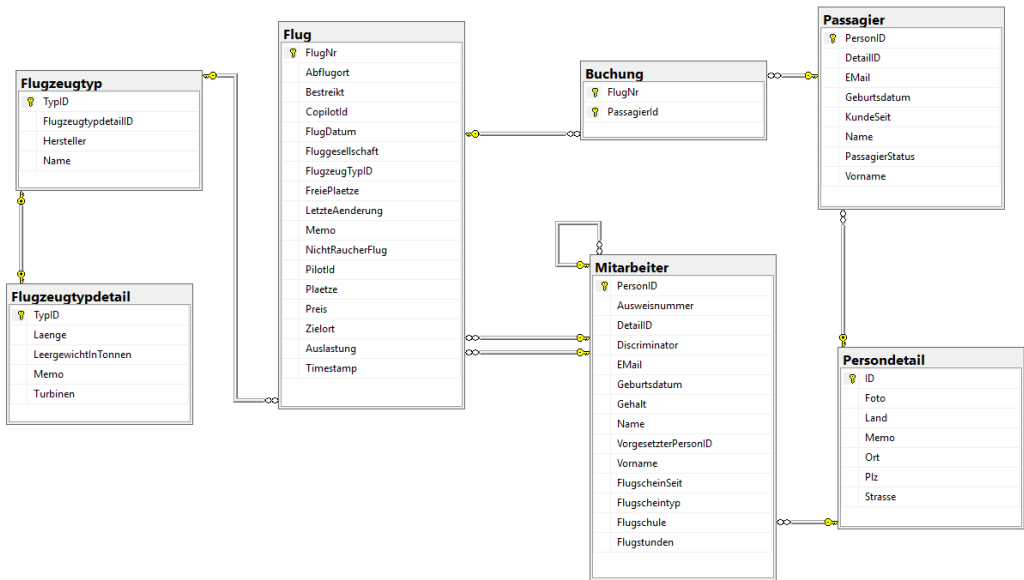 Flugzeugtyp
TypID
FlugzeugtypdetailID
Hersteller
Name
Flugzeugtypdetail
TypID
Laenge
LeergewichtInTonnen
Memo
Turbinen
Flug
FlugNr
Abflugort
Bestreikt
CopilotId
FlugDatum
Fluggesellschaft
FlugzeugTypID
FreiePlaetze
LetzteAenderung
Memo
NichtRaucherFlug
PilotId
Plaetze
Preis
Zielort
Auslastung
Timestamp
Buchung
FlugNr
PassagierId
Mitarbeiter
PersonID
Ausweisnummer
DetailID
Discriminator
EMail
Geburtsdatum
Gehalt
Name
VorgesetzterPersonID
Vorname
FlugscheinSeit
Flugscheintyp
Flugschule
Flugstunden
Passagier
PersonID
DetailID
EMail
Geburtsdatum
KundeSeit
Name
PassagierStatus
Vorname
Persondetail
ID
Foto
Land
Memo
Ort
Plz
Strasse